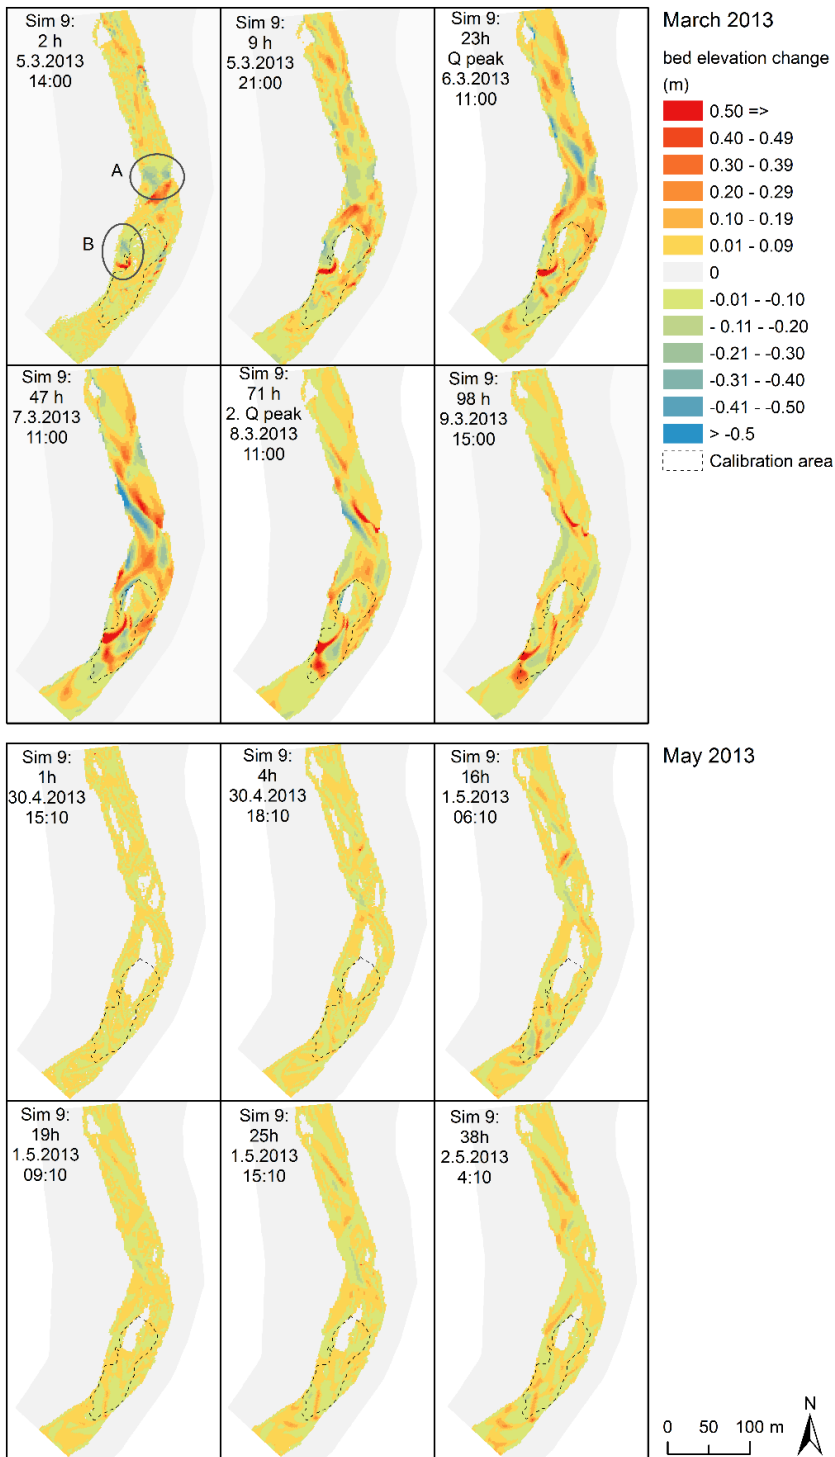 Sim 9:
2 h
5.3.2013
14:00
A
B
Sim 9:
9 h
5.3.2013
21:00
Sim 9:
23h
Q peak
6.3.2013
11:00
Sim 9:
47 h
7.3.2013
11:00
Sim 9:
71 h
2. Q peak
8.3.2013
11:00
Sim 9:
98 h
9.3.2013
15:00
March 2013
bed elevation change
(m)
0.50 =>
0.40 - 0.49
0.30 - 0.39
0.20 - 0.29
0.10 - 0.19
0.01 - 0.09
0
-0.01 - -0.10
- 0.11 - -0.20
-0.21 - -0.30
-0.31 - -0.40
-0.41 - -0.50
> -0.5
Calibration area
Sim 9:
1h
30.4.2013
15:10
Sim 9:
4h
30.4.2013
18:10
Sim 9:
16h
1.5.2013
06:10
Sim 9:
19h
1.5.2013
09:10
Sim 9:
25h
1.5.2013
15:10
Sim 9:
38h
2.5.2013
4:10
May 2013
N
0 50 100 m